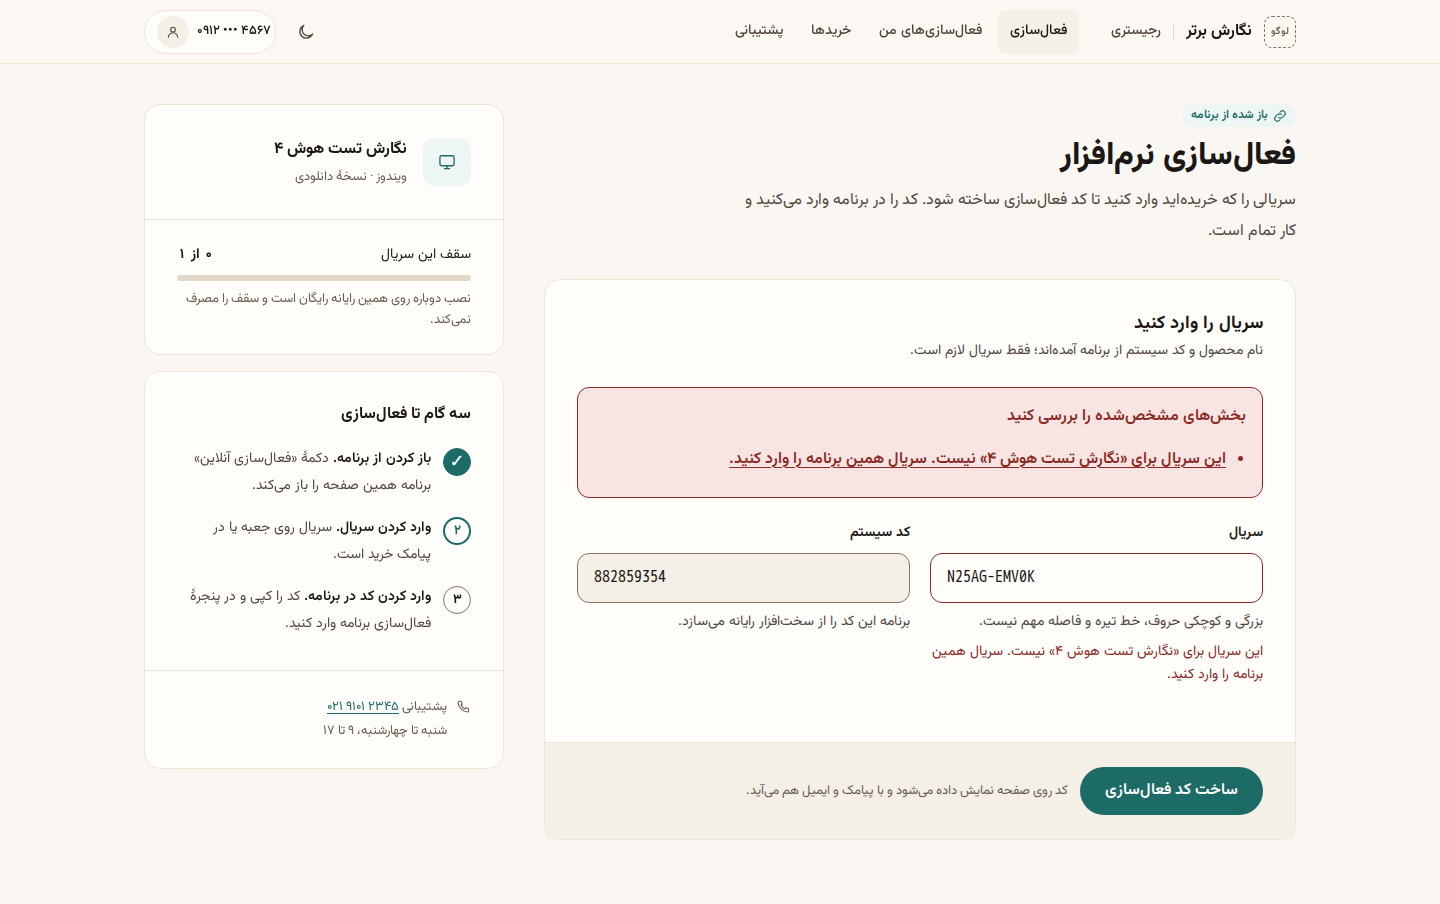 لوگو
نگارش برتر
رجیستری
فعال‌سازی
فعال‌سازی‌های من
خریدها
پشتیبانی
۰۹۱۲ ••• ۴۵۶۷
باز شده از برنامه
فعال‌سازی نرم‌افزار
سریالی را که خریده‌اید وارد کنید تا کد فعال‌سازی ساخته شود. کد را در برنامه وارد می‌کنید و
کار تمام است.
سریال را وارد کنید
نام محصول و کد سیستم از برنامه آمده‌اند؛ فقط سریال لازم است.
بخش‌های مشخص‌شده را بررسی کنید
• این سریال برای «نگارش تست هوش ۴» نیست. سریال همین برنامه را وارد کنید.
سریال
N25AG-EMV0K
بزرگی و کوچکی حروف، خط تیره و فاصله مهم نیست.
این سریال برای «نگارش تست هوش ۴» نیست. سریال همین
برنامه را وارد کنید.
کد سیستم
882859354
برنامه این کد را از سخت‌افزار رایانه می‌سازد.
ساخت کد فعال‌سازی
کد روی صفحه نمایش داده می‌شود و با پیامک و ایمیل هم می‌آید.
نگارش تست هوش ۴
ویندوز · نسخهٔ دانلودی
سقف این سریال
۰ از ۱
نصب دوباره روی همین رایانه رایگان است و سقف را مصرف
نمی‌کند.
سه گام تا فعال‌سازی
✓
باز کردن از برنامه. دکمهٔ «فعال‌سازی آنلاین»
برنامه همین صفحه را باز می‌کند.
۲
وارد کردن سریال. سریال روی جعبه یا در
پیامک خرید است.
۳
وارد کردن کد در برنامه. کد را کپی و در پنجرهٔ
فعال‌سازی برنامه وارد کنید.
پشتیبانی ۰۲۱ ۹۱۰۱ ۲۳۴۵
شنبه تا چهارشنبه، ۹ تا ۱۷